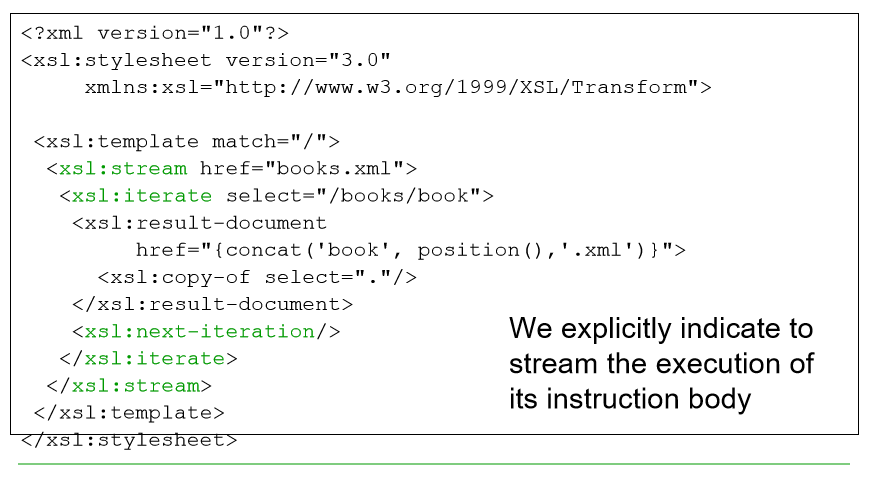 <?xml version="1.0"?>
<xsl:stylesheet version="3.0"
     xmlns:xsl="http://www.w3.org/1999/XSL/Transform">

 <xsl:template match="/">
  <xsl:stream href="books.xml">
   <xsl:iterate select="/books/book">
    <xsl:result-document
         href="{concat('book', position(),'.xml')}">
      <xsl:copy-of select="."/>
    </xsl:result-document>
    <xsl:next-iteration/>
   </xsl:iterate>
  </xsl:stream>
 </xsl:template>
</xsl:stylesheet>
We explicitly indicate to
stream the execution of
its instruction body